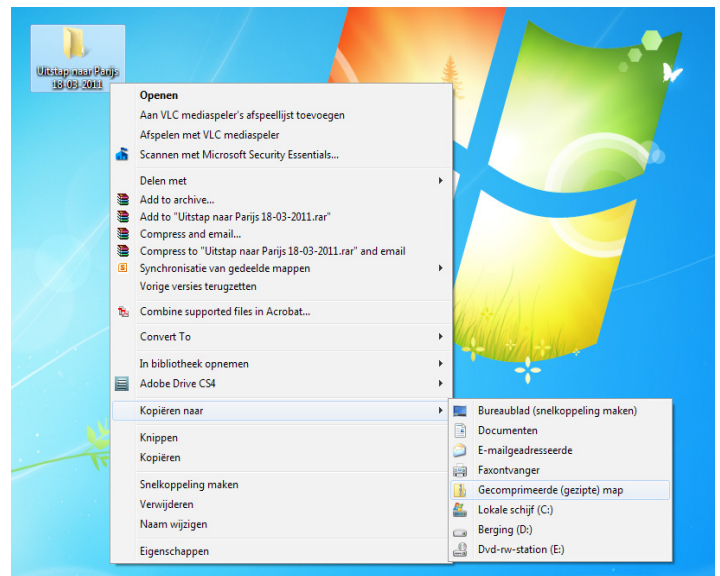 Uitstap naar Parijs
18-03-2011
Openen
Aan VLC mediaspeler's afspeellijst toevoegen
Afspelen met VLC mediaspeler
Scannen met Microsoft Security Essentials...
Delen met
Add to archive...
Add to "Uitstap naar Parijs 18-03-2011.rar"
Compress and email...
Compress to "Uitstap naar Parijs 18-03-2011.rar" and email
Synchronisatie van gedeelde mappen
Vorige versies terugzetten
Combine supported files in Acrobat...
Convert To
In bibliotheek opnemen
Adobe Drive CS4
Kopiëren naar
Knippen
Kopiëren
Snelkoppeling maken
Verwijderen
Naam wijzigen
Eigenschappen
Bureaublad (snelkoppeling maken)
Documenten
E-mailgeadresseerde
Faxontvanger
Gecomprimeerde (gezipte) map
Lokale schijf (C:)
Berging (D:)
Dvd-rw-station (E:)